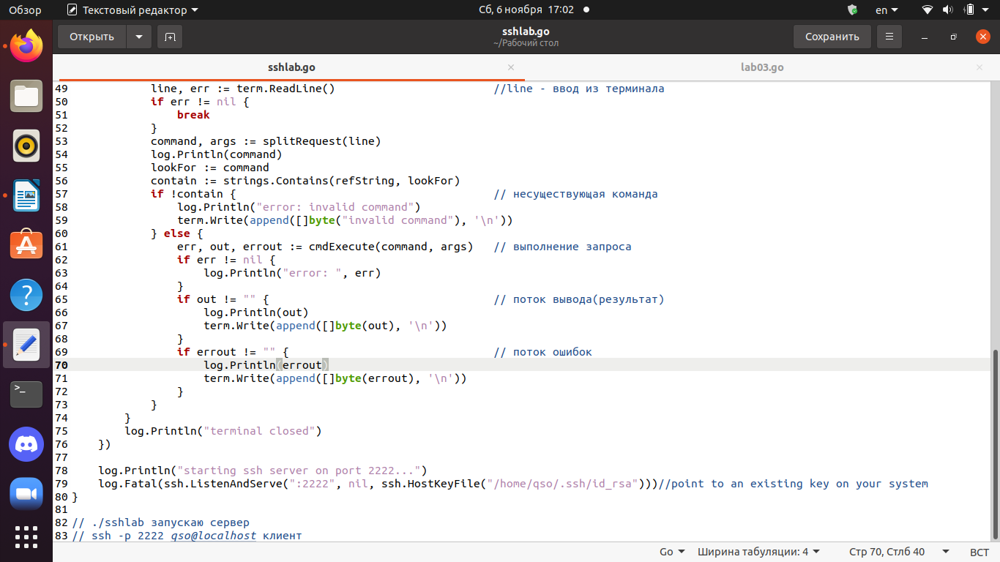 Обзор Текстовый редактор Сб, 6 ноября 17:02 en
Открыть sshlab.go Сохранить
~/Рабочий стол
sshlab.go lab03.go
49 line, err := term.ReadLine() //line - ввод из терминала
50 if err != nil {
51 break
52 }
53 command, args := splitRequest(line)
54 log.Println(command)
55 lookFor := command
56 contain := strings.Contains(refString, lookFor)
57 if !contain { // несуществующая команда
58 log.Println("error: invalid command")
59 term.Write(append([]byte("invalid command"), '\n'))
60 } else {
61 err, out, errout := cmdExecute(command, args) // выполнение запроса
62 if err != nil {
63 log.Println("error: ", err)
64 }
65 if out != "" { // поток вывода(результат)
66 log.Println(out)
67 term.Write(append([]byte(out), '\n'))
68 }
69 if errout != "" { // поток ошибок
70 log.Println(errout)
71 term.Write(append([]byte(errout), '\n'))
72 }
73 }
74 }
75 log.Println("terminal closed")
76 })
77
78 log.Println("starting ssh server on port 2222...")
79 log.Fatal(ssh.ListenAndServe(":2222", nil, ssh.HostKeyFile("/home/qso/.ssh/id_rsa")))//point to an existing key on your system
80 }
81
82 // ./sshlab запускаю сервер
83 // ssh -p 2222 qso@localhost клиент
Go Ширина табуляции: 4 Стр 70, Стлб 40 ВСТ